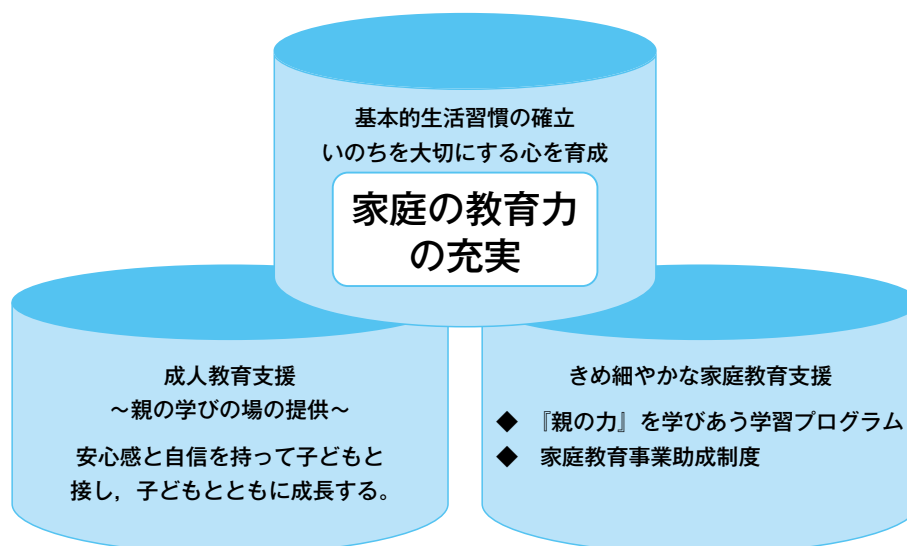 基本的生活習慣の確立
いのちを大切にする心を育成
家庭の教育力
の充実
成人教育支援
～親の学びの場の提供～
安心感と自信を持って子どもと
接し，子どもとともに成長する。
きめ細やかな家庭教育支援
◆ 『親の力』を学びあう学習プログラム
◆ 家庭教育事業助成制度